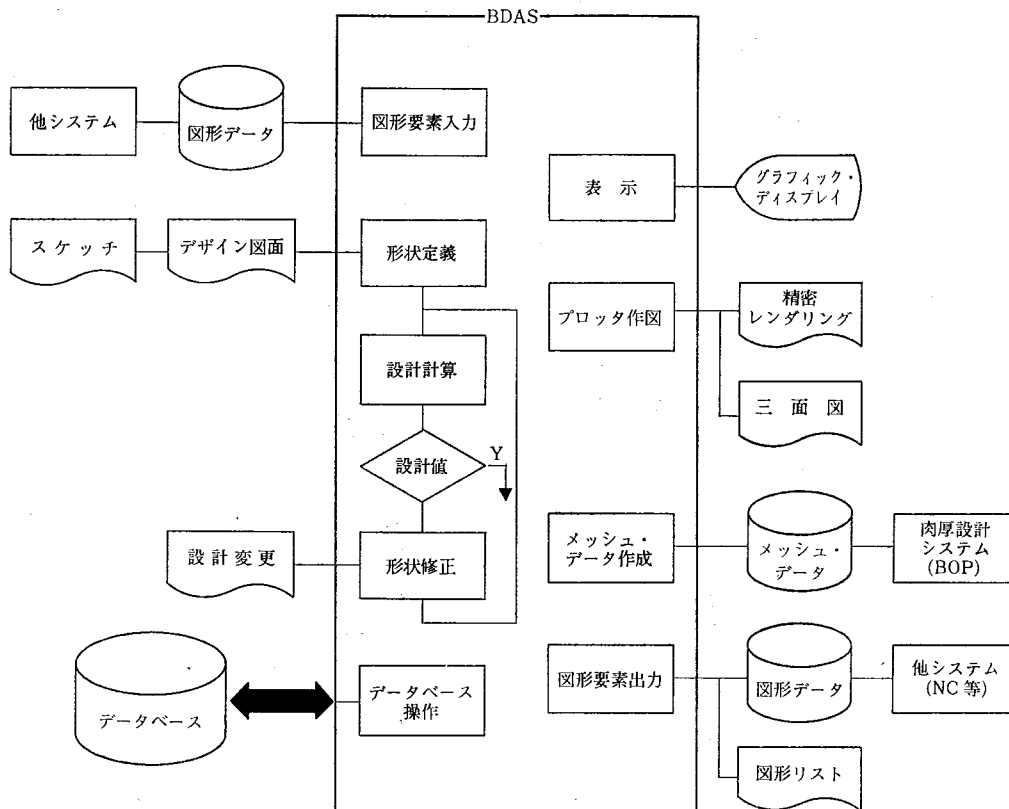 BDAS
他システム
図形データ
図形要素入力
スケッチ
デザイン図面
形状定義
設計計算
設計値
Y
設計変更
形状修正
データベース
データベース
操作
表示
グラフィック・
ディスプレイ
プロッタ作図
精密
レンダリング
三面図
メッシュ・
データ作成
メッシュ・
データ
肉厚設計
システム
(BOP)
図形要素出力
図形データ
他システム
(NC等)
図形リスト